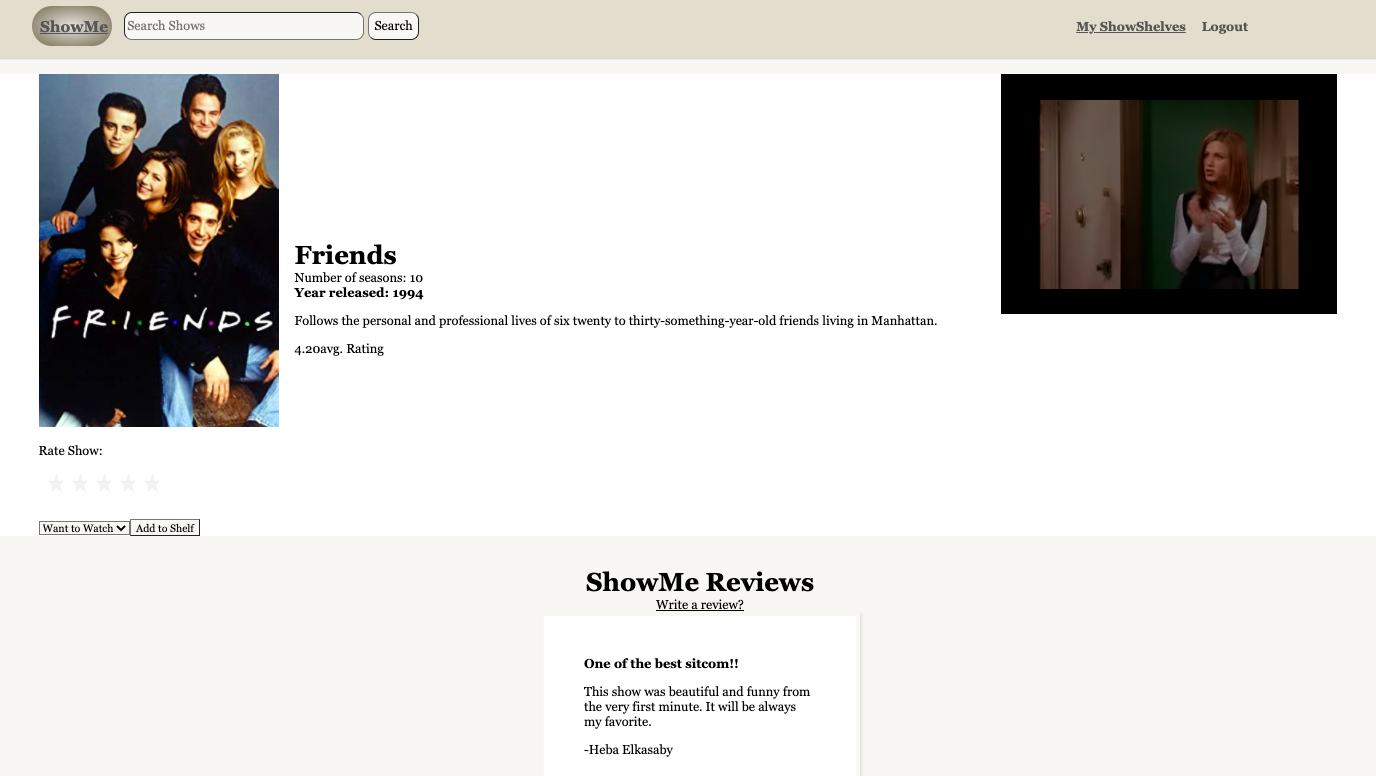 ShowMe
Search Shows
Search
My ShowShelves
Logout
F·R·I·E·N·D·S
Friends
Number of seasons: 10
Year released: 1994
Follows the personal and professional lives of six twenty to thirty-something-year-old friends living in Manhattan.
4.20avg. Rating
Rate Show:
Want to Watch
Add to Shelf
ShowMe Reviews
Write a review?
One of the best sitcom!!
This show was beautiful and funny from
the very first minute. It will be always
my favorite.
-Heba Elkasaby